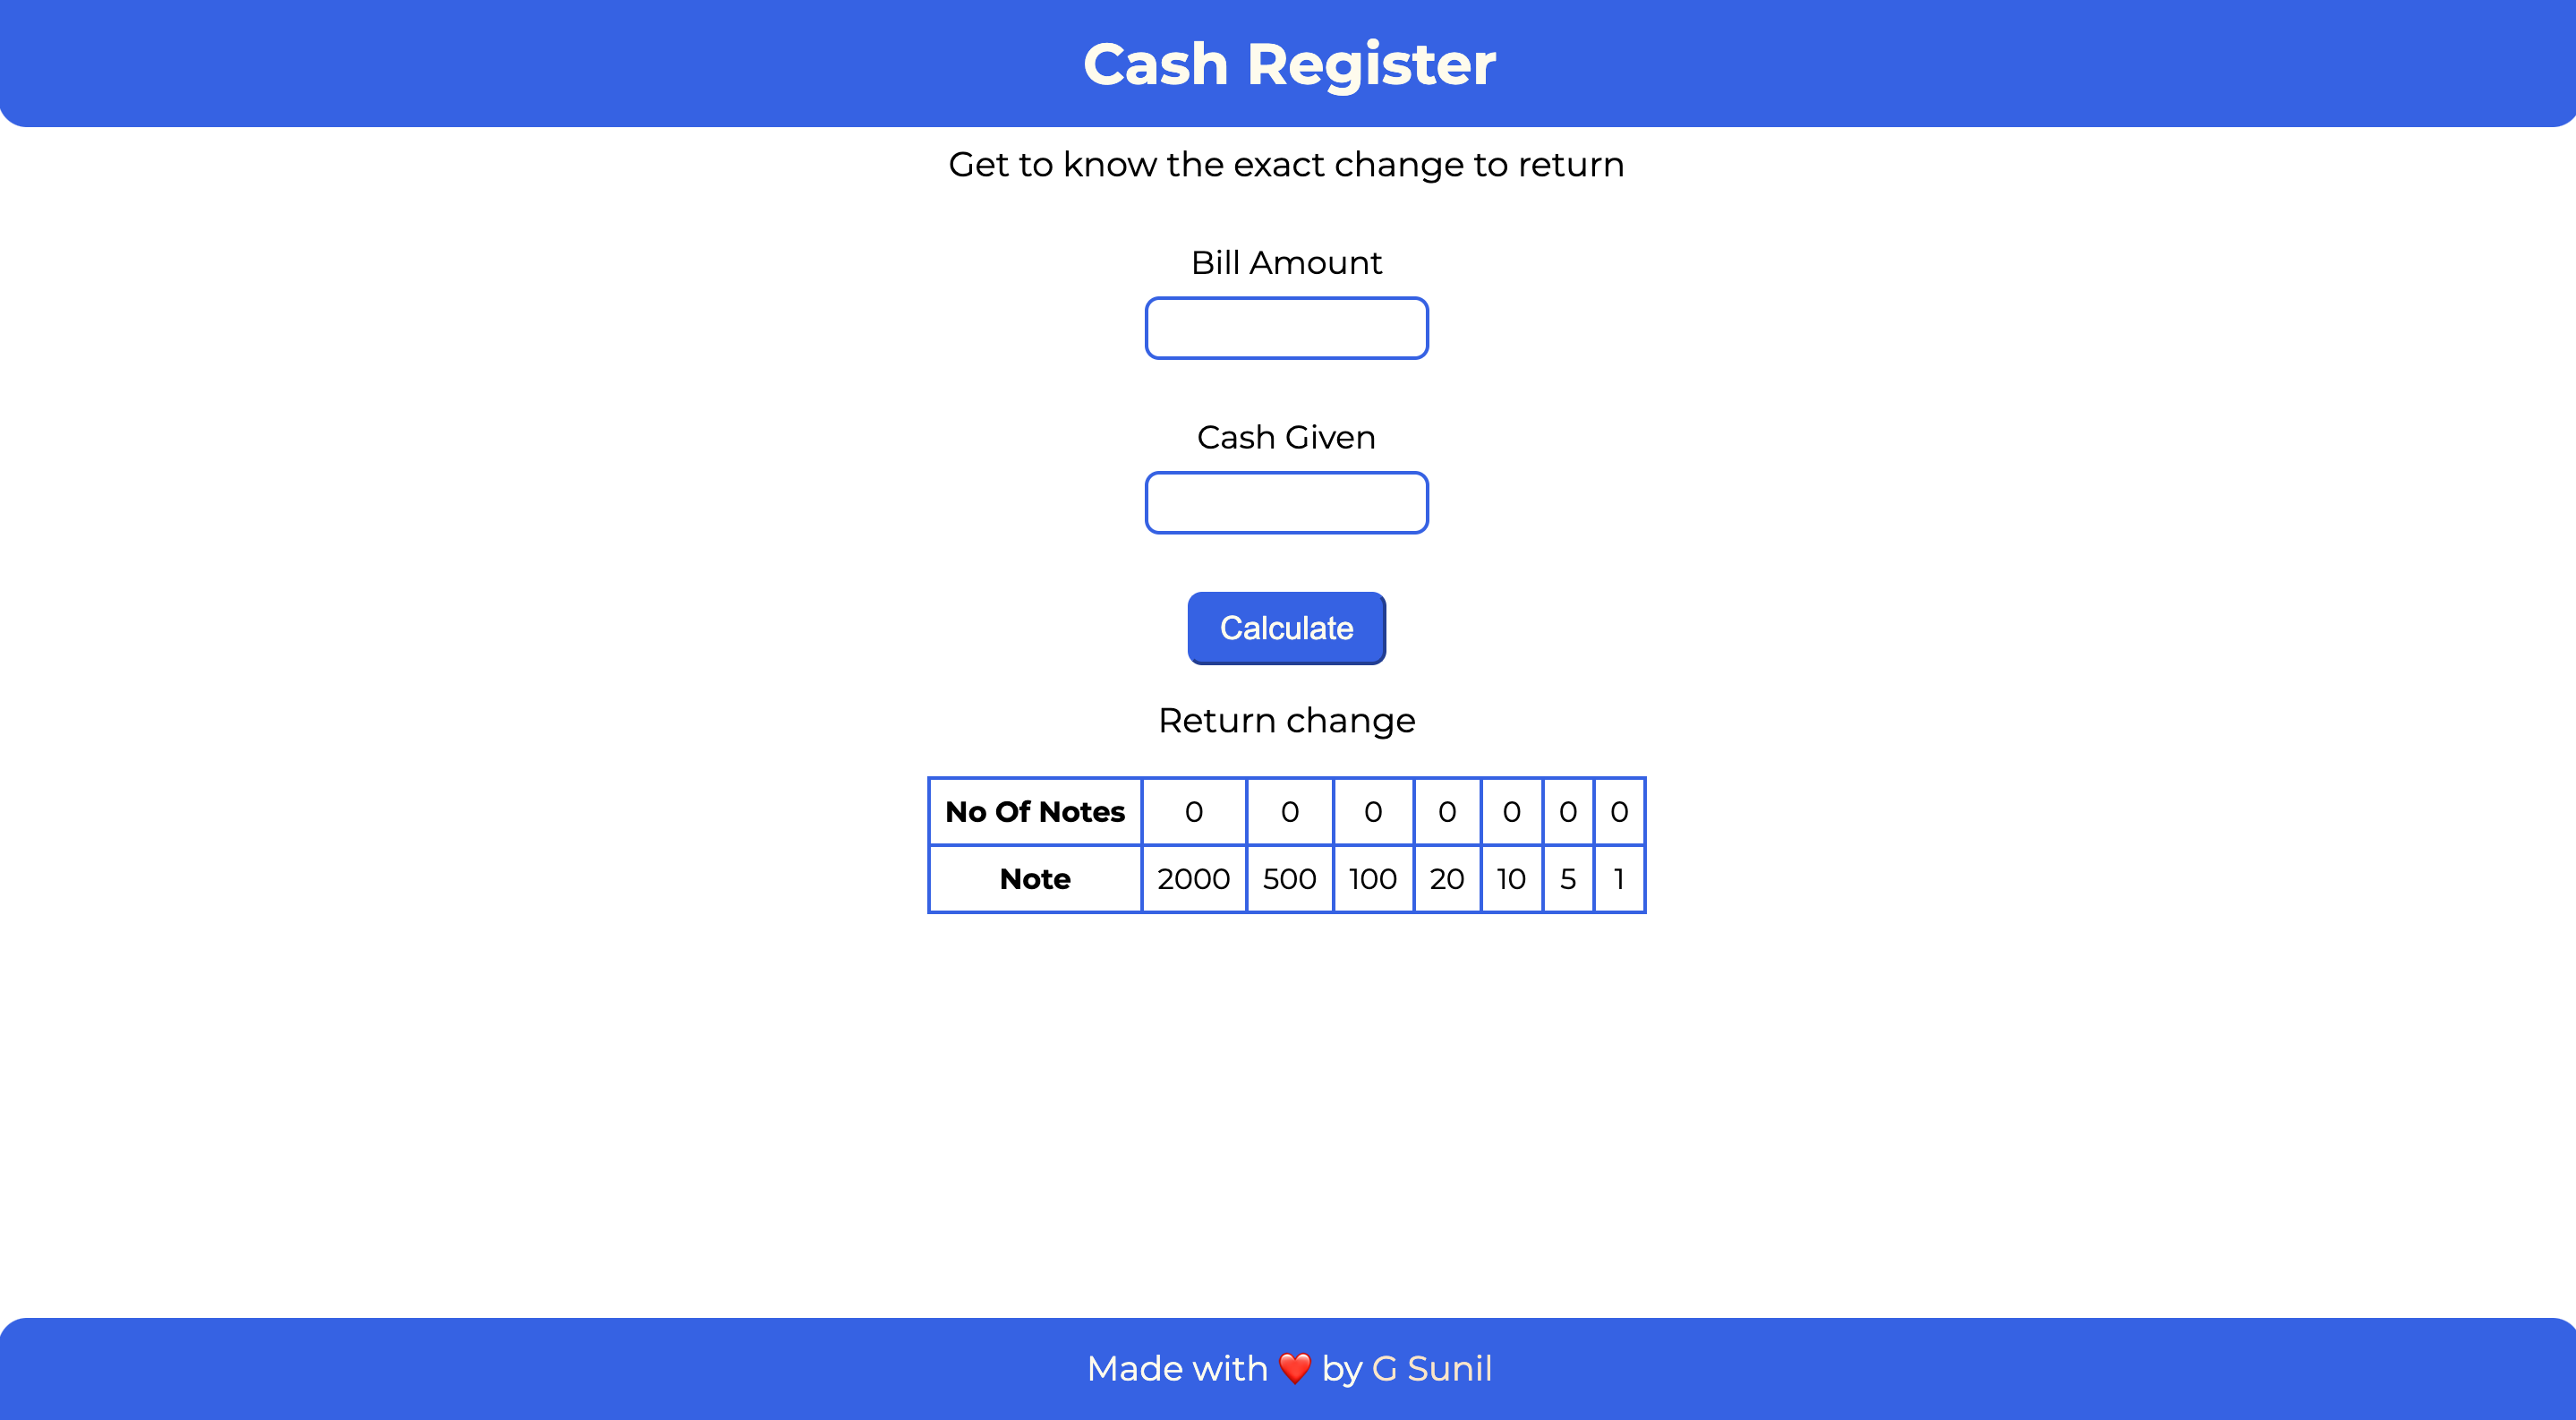 Cash Register
Get to know the exact change to return
Bill Amount
Cash Given
Calculate
Return change
No Of Notes 0 0 0 0 0 0 0
Note 2000 500 100 20 10 5 1
Made with ❤️ by G Sunil